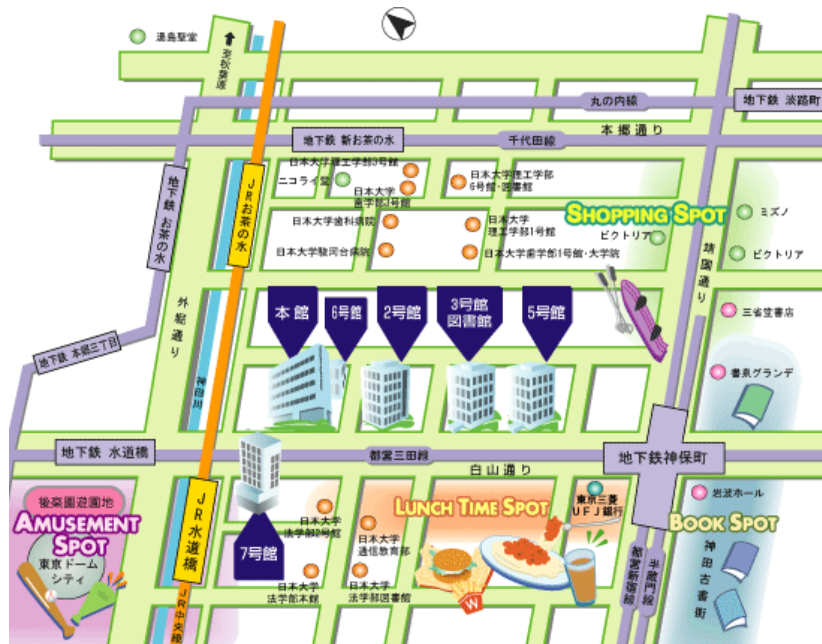 湯島聖堂
至秋葉原
丸の内線
地下鉄 淡路町
本郷通り
千代田線
地下鉄 新お茶の水
日本大学理工学部3号館
ニコライ堂
日本大学
歯学部3号館
日本大学理工学部
6号館・図書館
地下鉄 お茶の水
JRお茶の水
日本大学歯科病院
日本大学
理工学部1号館
日本大学駿河台病院
日本大学歯学部1号館・大学院
SHOPPING SPOT
ビクトリア
ミズノ
ビクトリア
靖国通り
外堀通り
三省堂書店
書泉グランデ
本館
6号館
2号館
3号館
図書館
5号館
地下鉄 本郷三丁目
神田川
地下鉄 水道橋
都営三田線
白山通り
地下鉄神保町
後楽園遊園地
AMUSEMENT
SPOT
東京ドーム
シティ
JR水道橋
JR中央線
7号館
日本大学
法学部2号館
日本大学
通信教育部
日本大学
法学部本館
日本大学
法学部図書館
LUNCH TIME SPOT
W
東京三菱
UFJ銀行
岩波ホール
BOOK SPOT
神田古書街
都営新宿線
半蔵門線